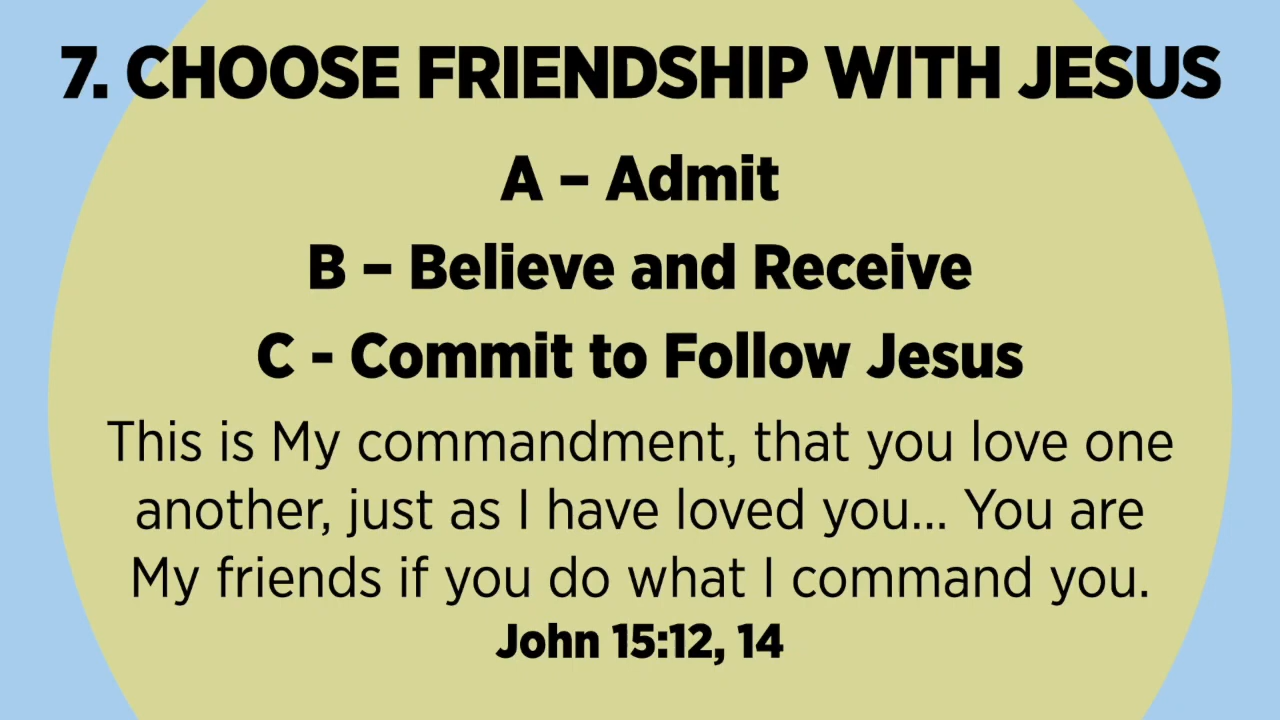 7. CHOOSE FRIENDSHIP WITH JESUS
A – Admit
B – Believe and Receive
C - Commit to Follow Jesus
This is My commandment, that you love one
another, just as I have loved you... You are
My friends if you do what I command you.
John 15:12, 14